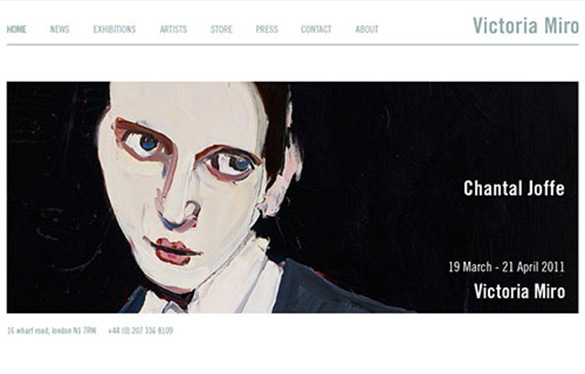 HOME NEWS EXHIBITIONS ARTISTS STORE PRESS CONTACT ABOUT
Victoria Miro
Chantal Joffe
19 March - 21 April 2011
Victoria Miro
16 wharf road, london N1 7RW +44 (0) 207 336 8109